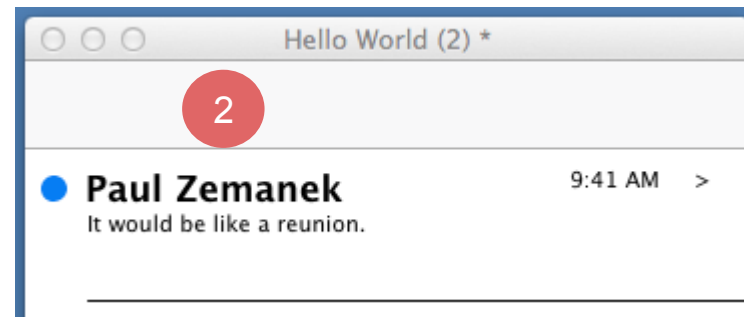 Hello World (2) *
2
Paul Zemanek
9:41 AM >
It would be like a reunion.